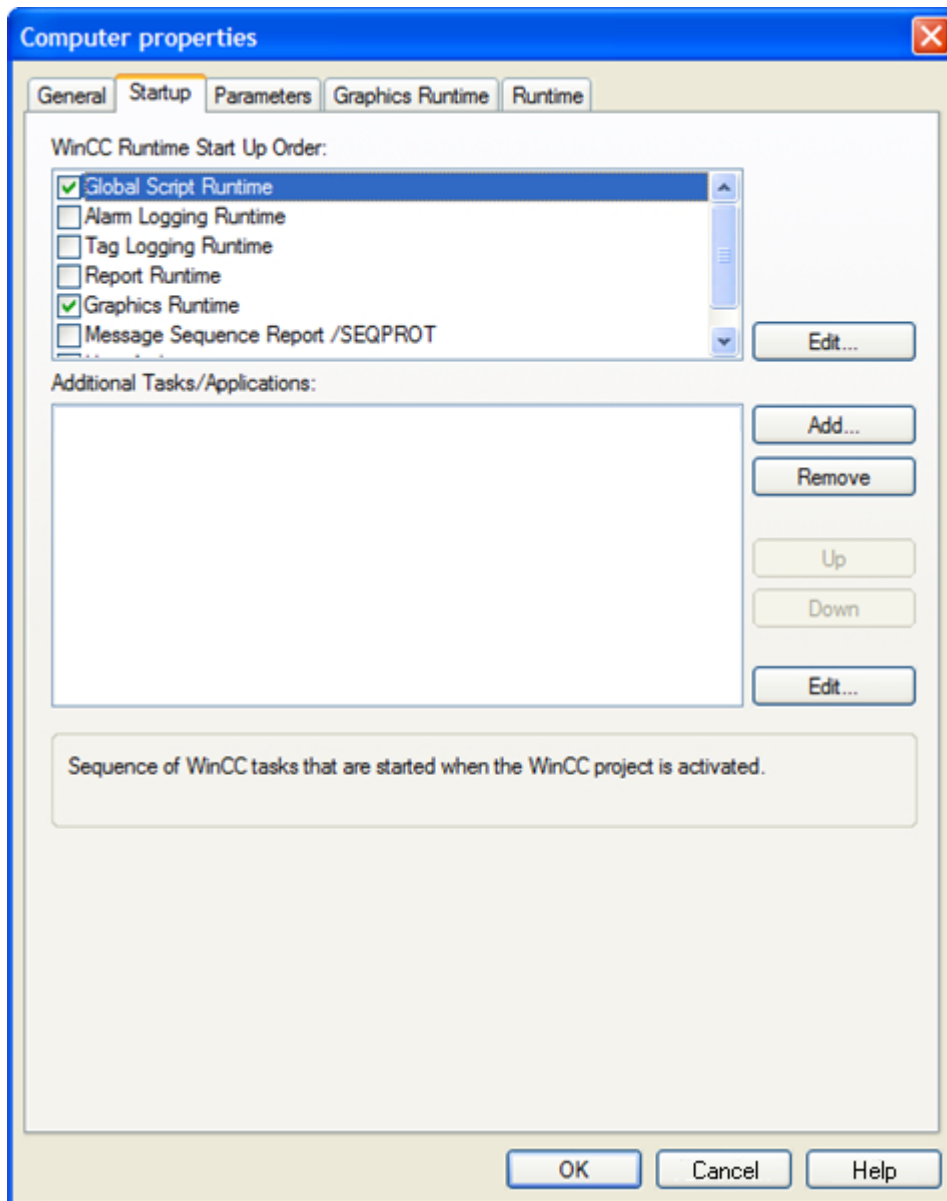 Computer properties
General Startup Parameters Graphics Runtime Runtime
WinCC Runtime Start Up Order:
Global Script Runtime
Alarm Logging Runtime
Tag Logging Runtime
Report Runtime
Graphics Runtime
Message Sequence Report /SEQPROT
Edit...
Additional Tasks/Applications:
Add...
Remove
Up
Down
Edit...
Sequence of WinCC tasks that are started when the WinCC project is activated.
OK Cancel Help